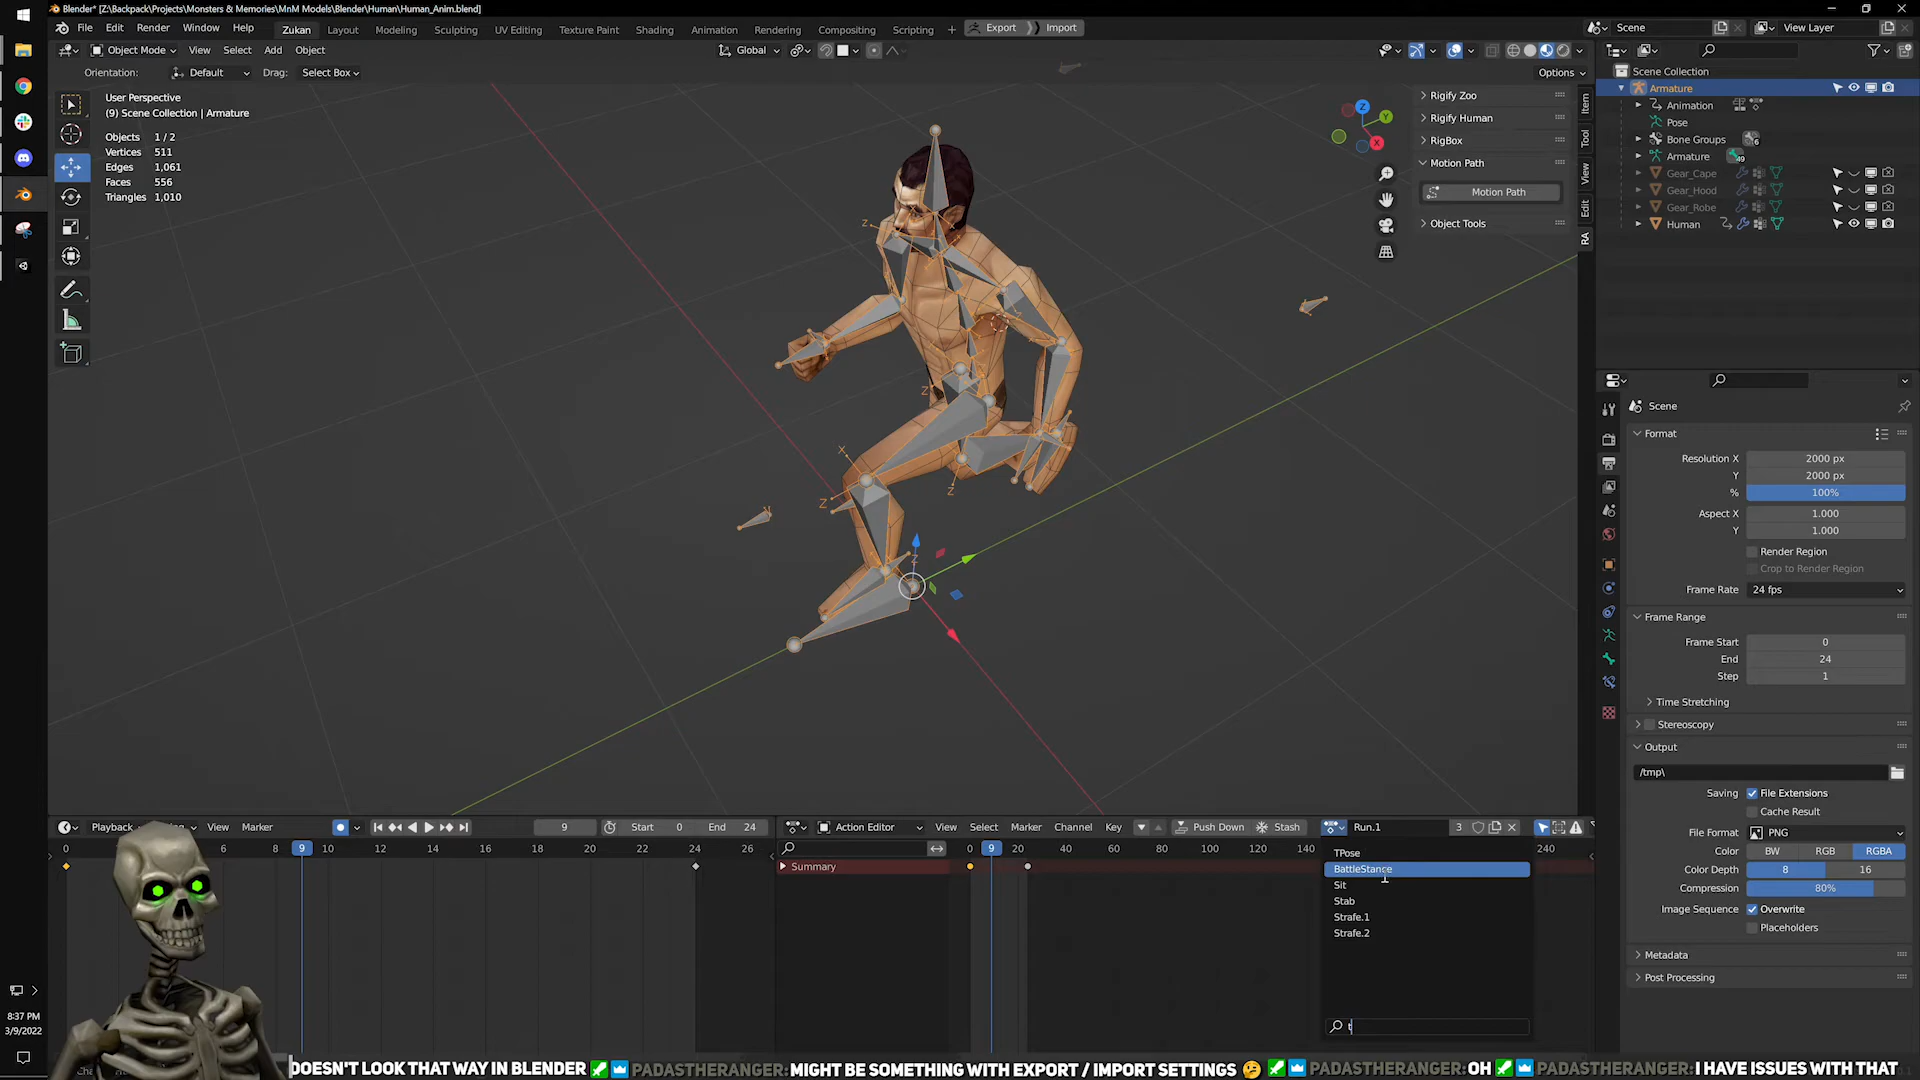 Blender* [Z:\Backpack\Projects\Monsters & Memories\MnM Models\Blender\Human\Human_Anim.blend]
File Edit Render Window Help Zukan Layout Modeling Sculpting UV Editing Texture Paint Shading Animation Rendering Compositing Scripting + Export Import Scene View Layer
Object Mode View Select Add Object Global
Orientation: Default Drag: Select Box Options
User Perspective
(9) Scene Collection | Armature
Objects 1 / 2
Vertices 511
Edges 1,061
Faces 556
Triangles 1,010
Rigify Zoo
Rigify Human
RigBox
Motion Path
Motion Path
Object Tools
Item
Tool
View
Edit
RA
Scene Collection
Armature
Animation
Pose
Bone Groups 6
Armature 49
Gear_Cape
Gear_Hood
Gear_Robe
Human
Scene
Format
Resolution X 2000 px
Y 2000 px
% 100%
Aspect X 1.000
Y 1.000
Render Region
Crop to Render Region
Frame Rate 24 fps
Frame Range
Frame Start 0
End 24
Step 1
Time Stretching
Stereoscopy
Output
/tmp\
Saving File Extensions
Cache Result
File Format PNG
Color BW RGB RGBA
Color Depth 8 16
Compression 80%
Image Sequence Overwrite
Placeholders
Metadata
Post Processing
Playback View Marker 9 Start 0 End 24
0 8 9 10 12 14 16 18 20 22 24 26
Action Editor View Select Marker Channel Key Push Down Stash Run.1 3
0 9 20 40 60 80 100 120 140 240
Summary
TPose
BattleStance
Sit
Stab
Strafe.1
Strafe.2
t
8:37 PM
3/9/2022
DOESN'T LOOK THAT WAY IN BLENDER PADASTHERANGER: MIGHT BE SOMETHING WITH EXPORT / IMPORT SETTINGS PADASTHERANGER: OH PADASTHERANGER: I HAVE ISSUES WITH THAT